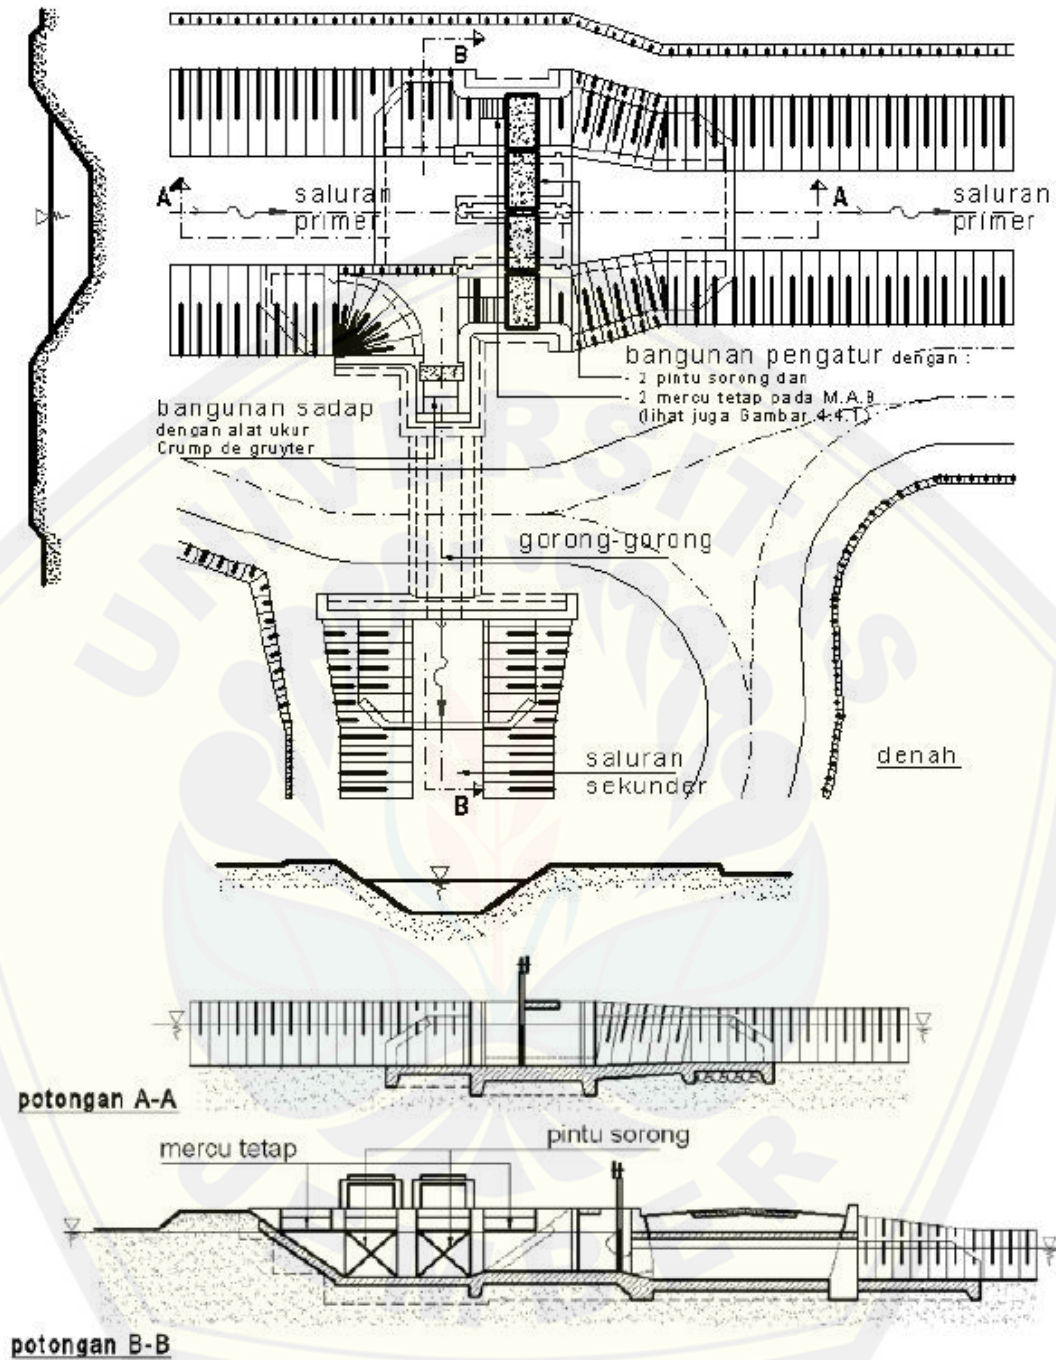 B
A
saluran
primer
A
saluran
primer
bangunan pengatur dengan :
- 2 pintu sorong dan
- 2 mercu tetap pada M.A.B
(lihat juga Gambar 4.4.1)
bangunan sadap
dengan alat ukur
Crump de gruyter
gorong-gorong
saluran
sekunder
B
denah
potongan A-A
mercu tetap
pintu sorong
potongan B-B
UNIVERSITAS
JEMBER